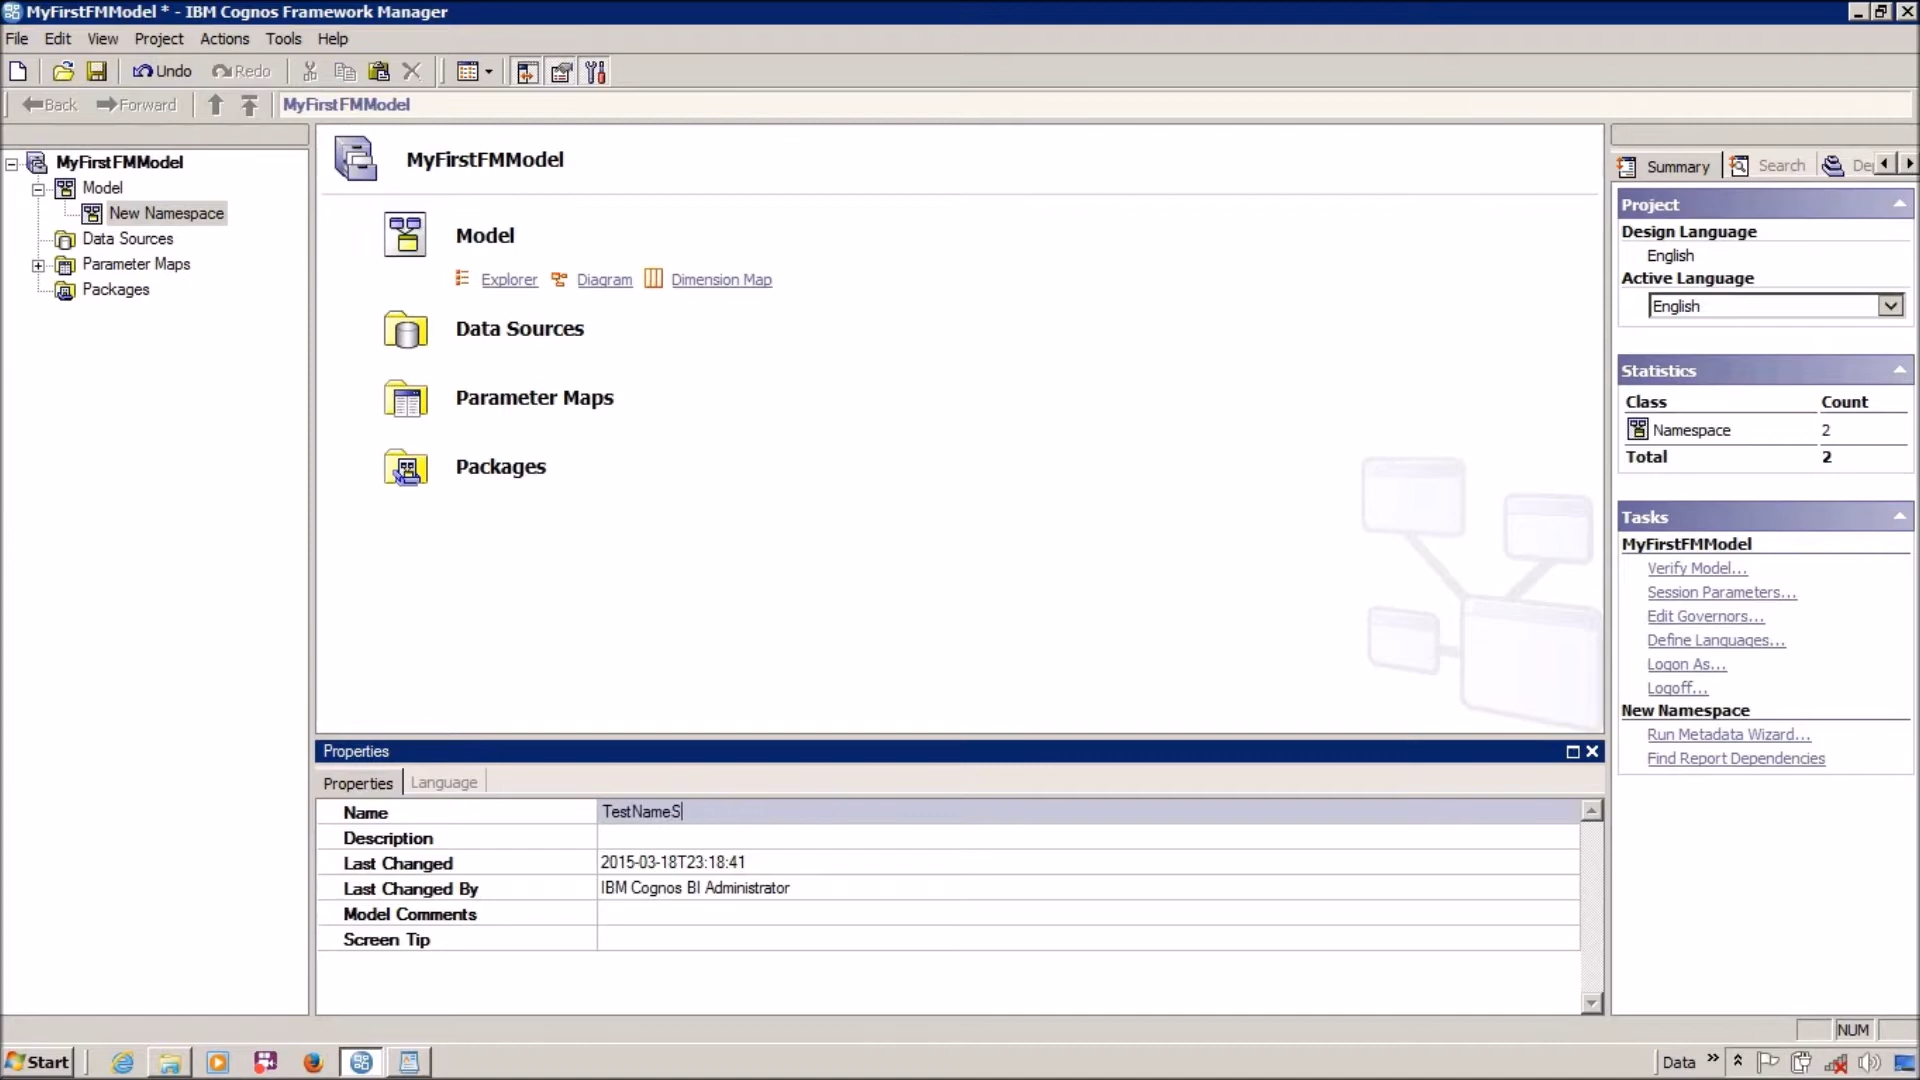 MyFirstFMModel * - IBM Cognos Framework Manager
File Edit View Project Actions Tools Help
Undo Redo
Back Forward MyFirstFMModel
MyFirstFMModel
Model
New Namespace
Data Sources
Parameter Maps
Packages
MyFirstFMModel
Model
Explorer Diagram Dimension Map
Data Sources
Parameter Maps
Packages
Properties
Properties Language
Name TestNameS
Description
Last Changed 2015-03-18T23:18:41
Last Changed By IBM Cognos BI Administrator
Model Comments
Screen Tip
Summary Search De
Project
Design Language
English
Active Language
English
Statistics
Class Count
Namespace 2
Total 2
Tasks
MyFirstFMModel
Verify Model...
Session Parameters...
Edit Governors...
Define Languages...
Logon As...
Logoff...
New Namespace
Run Metadata Wizard...
Find Report Dependencies
NUM
Start Data »